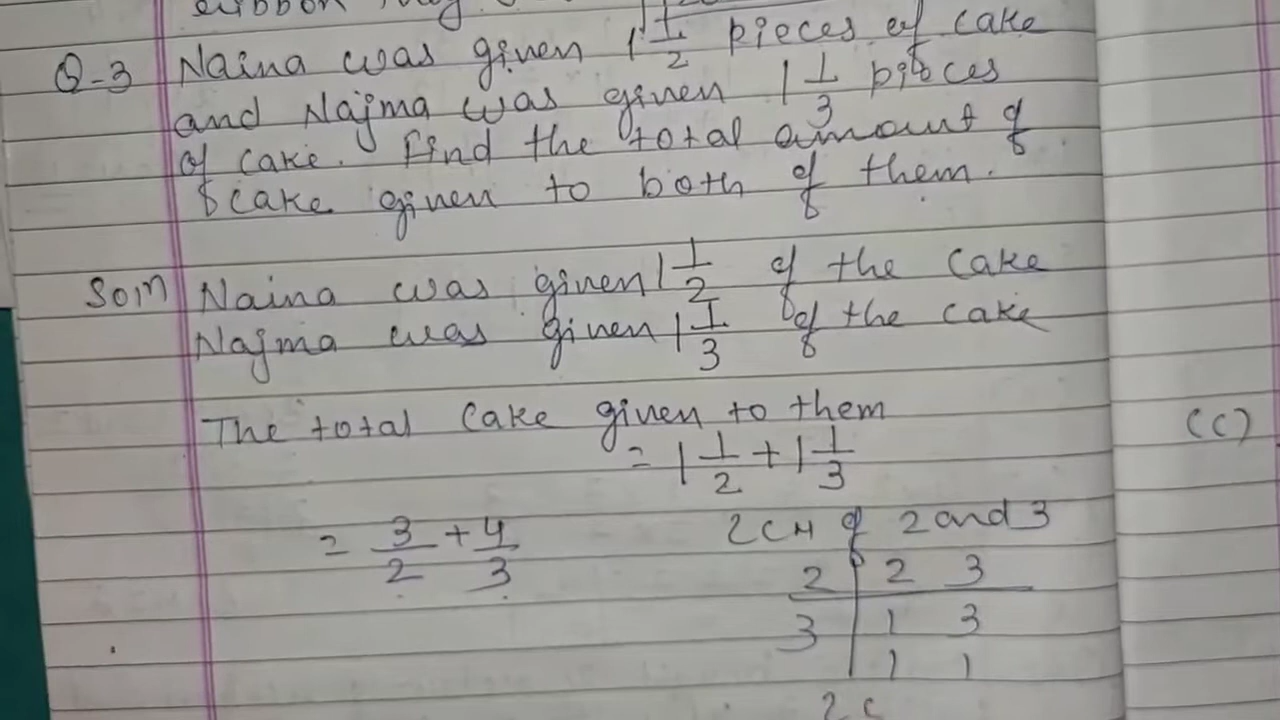 Q-3 Naina was given 1 1/2 pieces of cake
and Najma was given 1 1/3 pieces
of cake. Find the total amount of
cake given to both of them.
Soln Naina was given 1 1/2 of the cake
Najma was given 1 1/3 of the cake
The total cake given to them
= 1 1/2 + 1 1/3
(C)
= 3/2 + 4/3
LCM of 2 and 3
2 | 2 3
3 | 1 3
1 1